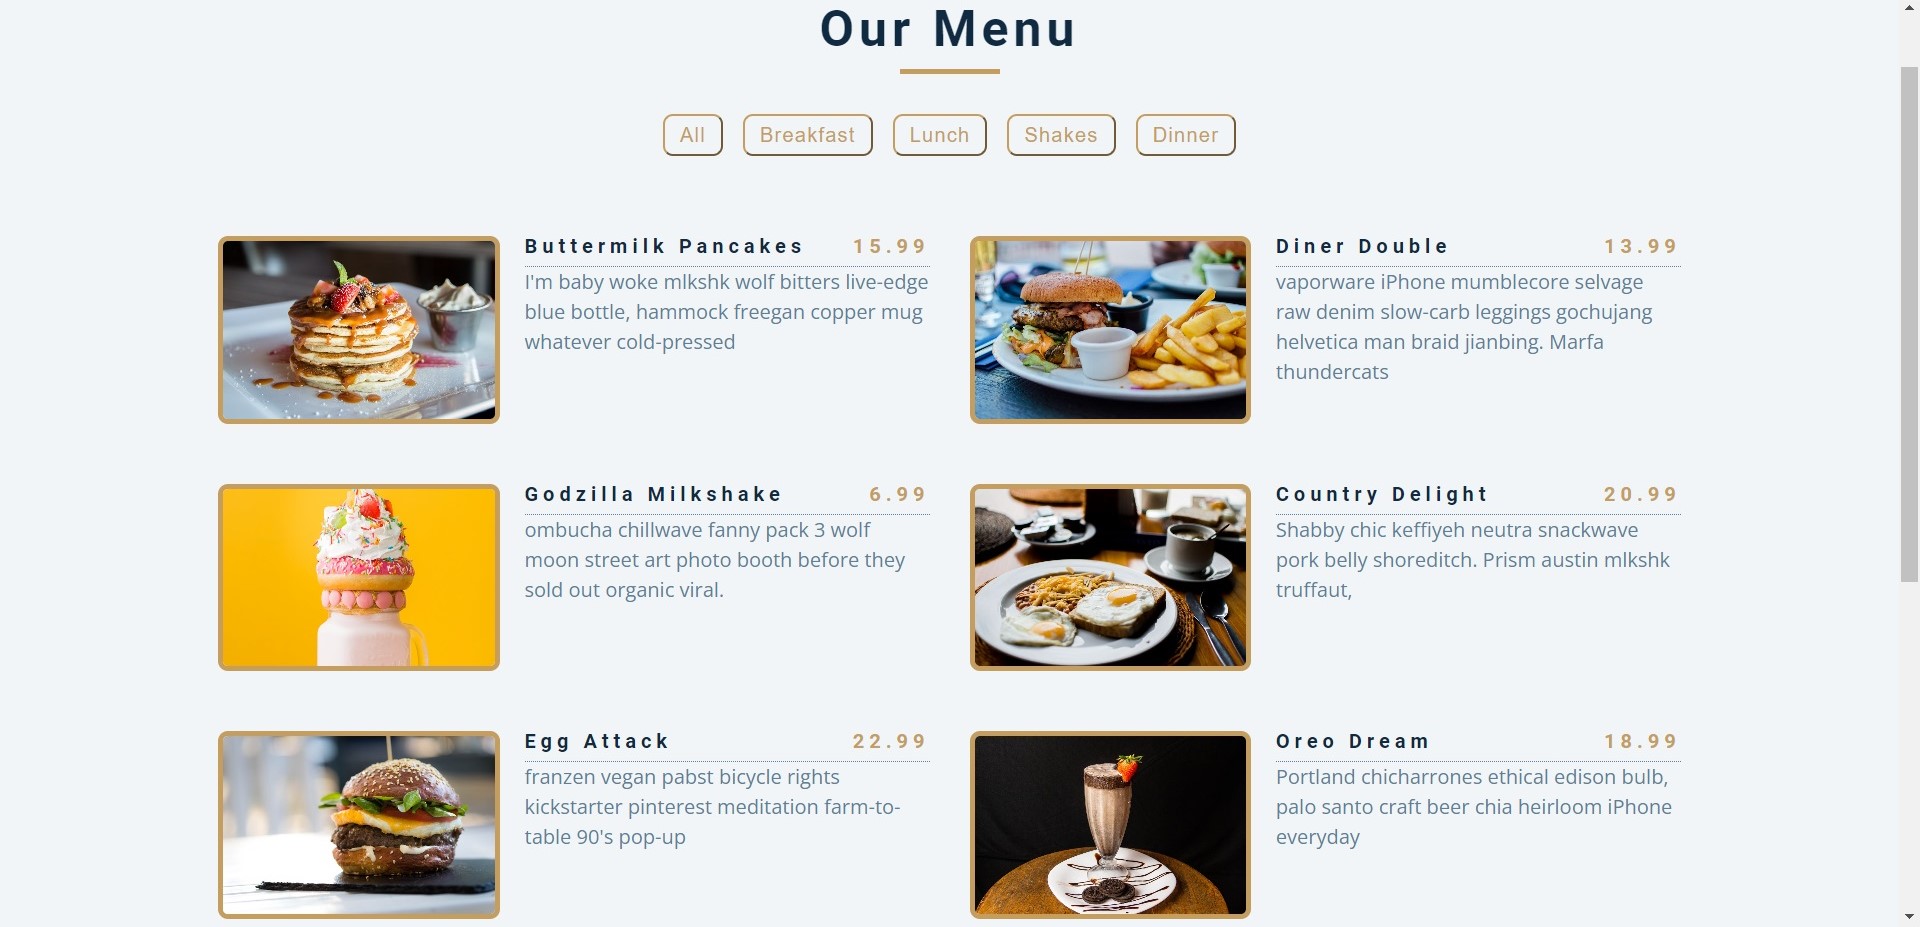 Our Menu
All
Breakfast
Lunch
Shakes
Dinner
Buttermilk Pancakes 15.99
I'm baby woke mlkshk wolf bitters live-edge
blue bottle, hammock freegan copper mug
whatever cold-pressed
Diner Double 13.99
vaporware iPhone mumblecore selvage
raw denim slow-carb leggings gochujang
helvetica man braid jianbing. Marfa
thundercats
Godzilla Milkshake 6.99
ombucha chillwave fanny pack 3 wolf
moon street art photo booth before they
sold out organic viral.
Country Delight 20.99
Shabby chic keffiyeh neutra snackwave
pork belly shoreditch. Prism austin mlkshk
truffaut,
Egg Attack 22.99
franzen vegan pabst bicycle rights
kickstarter pinterest meditation farm-to-
table 90's pop-up
Oreo Dream 18.99
Portland chicharrones ethical edison bulb,
palo santo craft beer chia heirloom iPhone
everyday